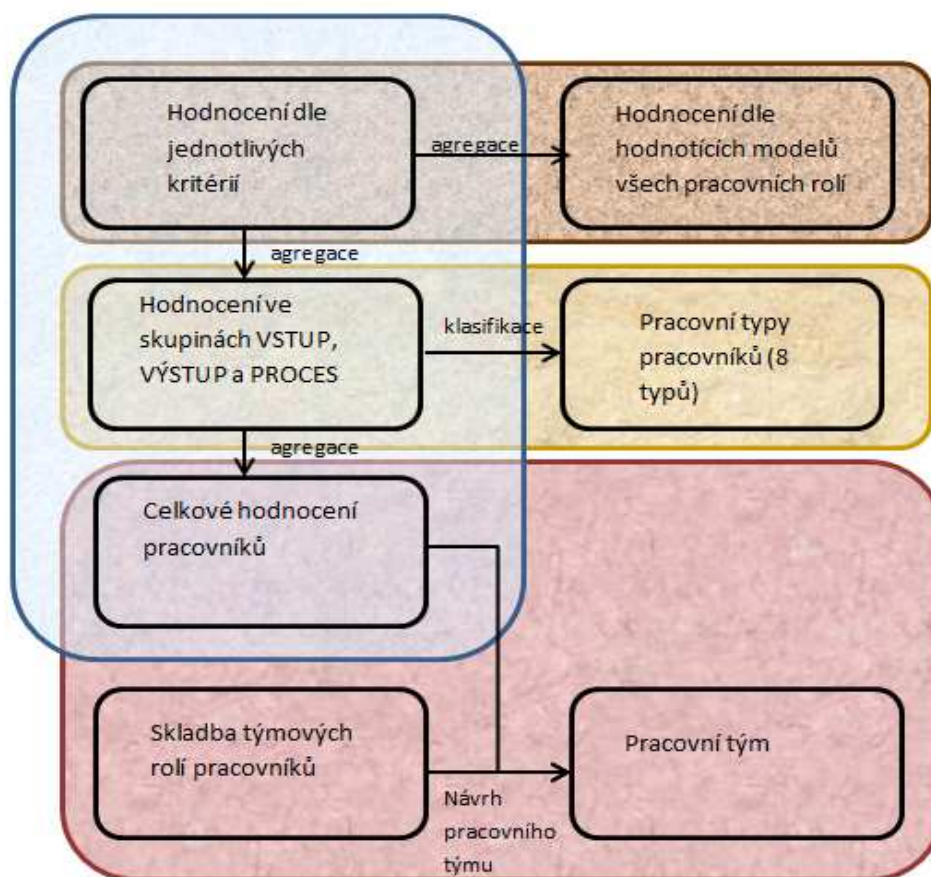 Hodnocení dle
jednotlivých
kritérií
agregace
Hodnocení dle
hodnotících modelů
všech pracovních rolí
agregace
Hodnocení ve
skupinách VSTUP,
VÝSTUP a PROCES
klasifikace
Pracovní typy
pracovníků (8
typů)
agregace
Celkové hodnocení
pracovníků
Skladba týmových
rolí pracovníků
Návrh
pracovního
týmu
Pracovní tým